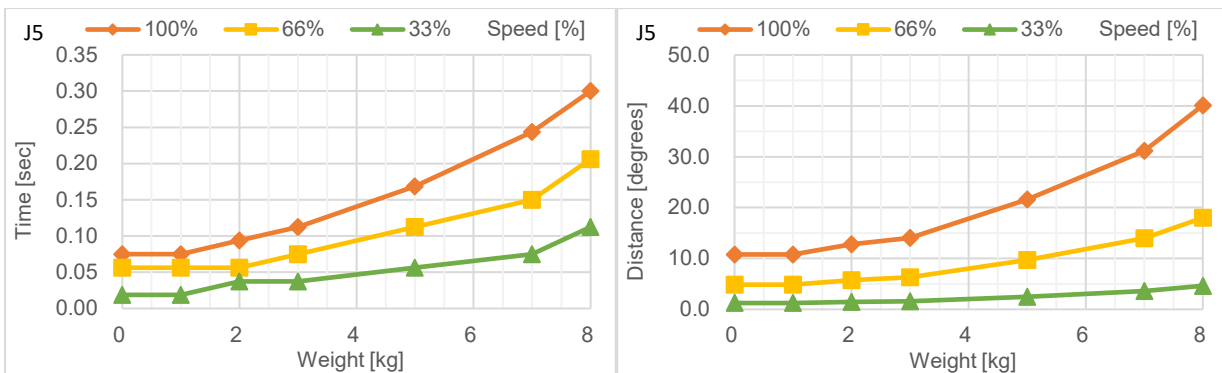 J5 100% 66% 33% Speed [%]
0.35
0.30
0.25
0.20
0.15
0.10
0.05
0.00
Time [sec]
0 2 4 6 8
Weight [kg]
J5 100% 66% 33% Speed [%]
50.0
40.0
30.0
20.0
10.0
0.0
Distance [degrees]
0 2 4 6 8
Weight [kg]